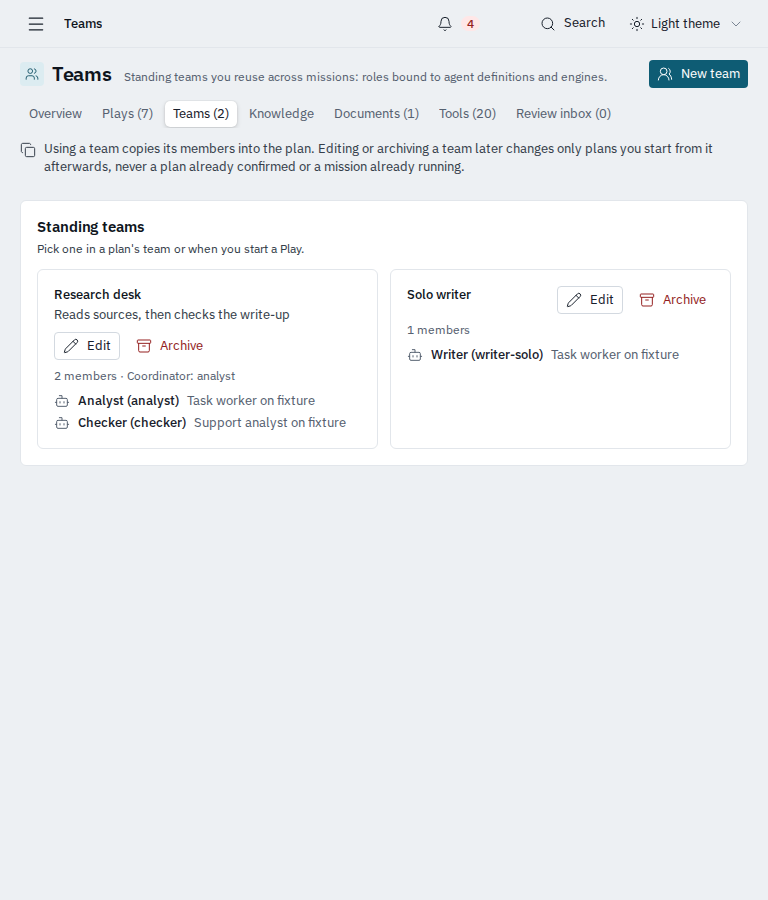 Teams
4
Search
Light theme
Teams
Standing teams you reuse across missions: roles bound to agent definitions and engines.
New team
Overview
Plays (7)
Teams (2)
Knowledge
Documents (1)
Tools (20)
Review inbox (0)
Using a team copies its members into the plan. Editing or archiving a team later changes only plans you start from it
afterwards, never a plan already confirmed or a mission already running.
Standing teams
Pick one in a plan's team or when you start a Play.
Research desk
Reads sources, then checks the write-up
Edit
Archive
2 members · Coordinator: analyst
Analyst (analyst) Task worker on fixture
Checker (checker) Support analyst on fixture
Solo writer
Edit
Archive
1 members
Writer (writer-solo) Task worker on fixture